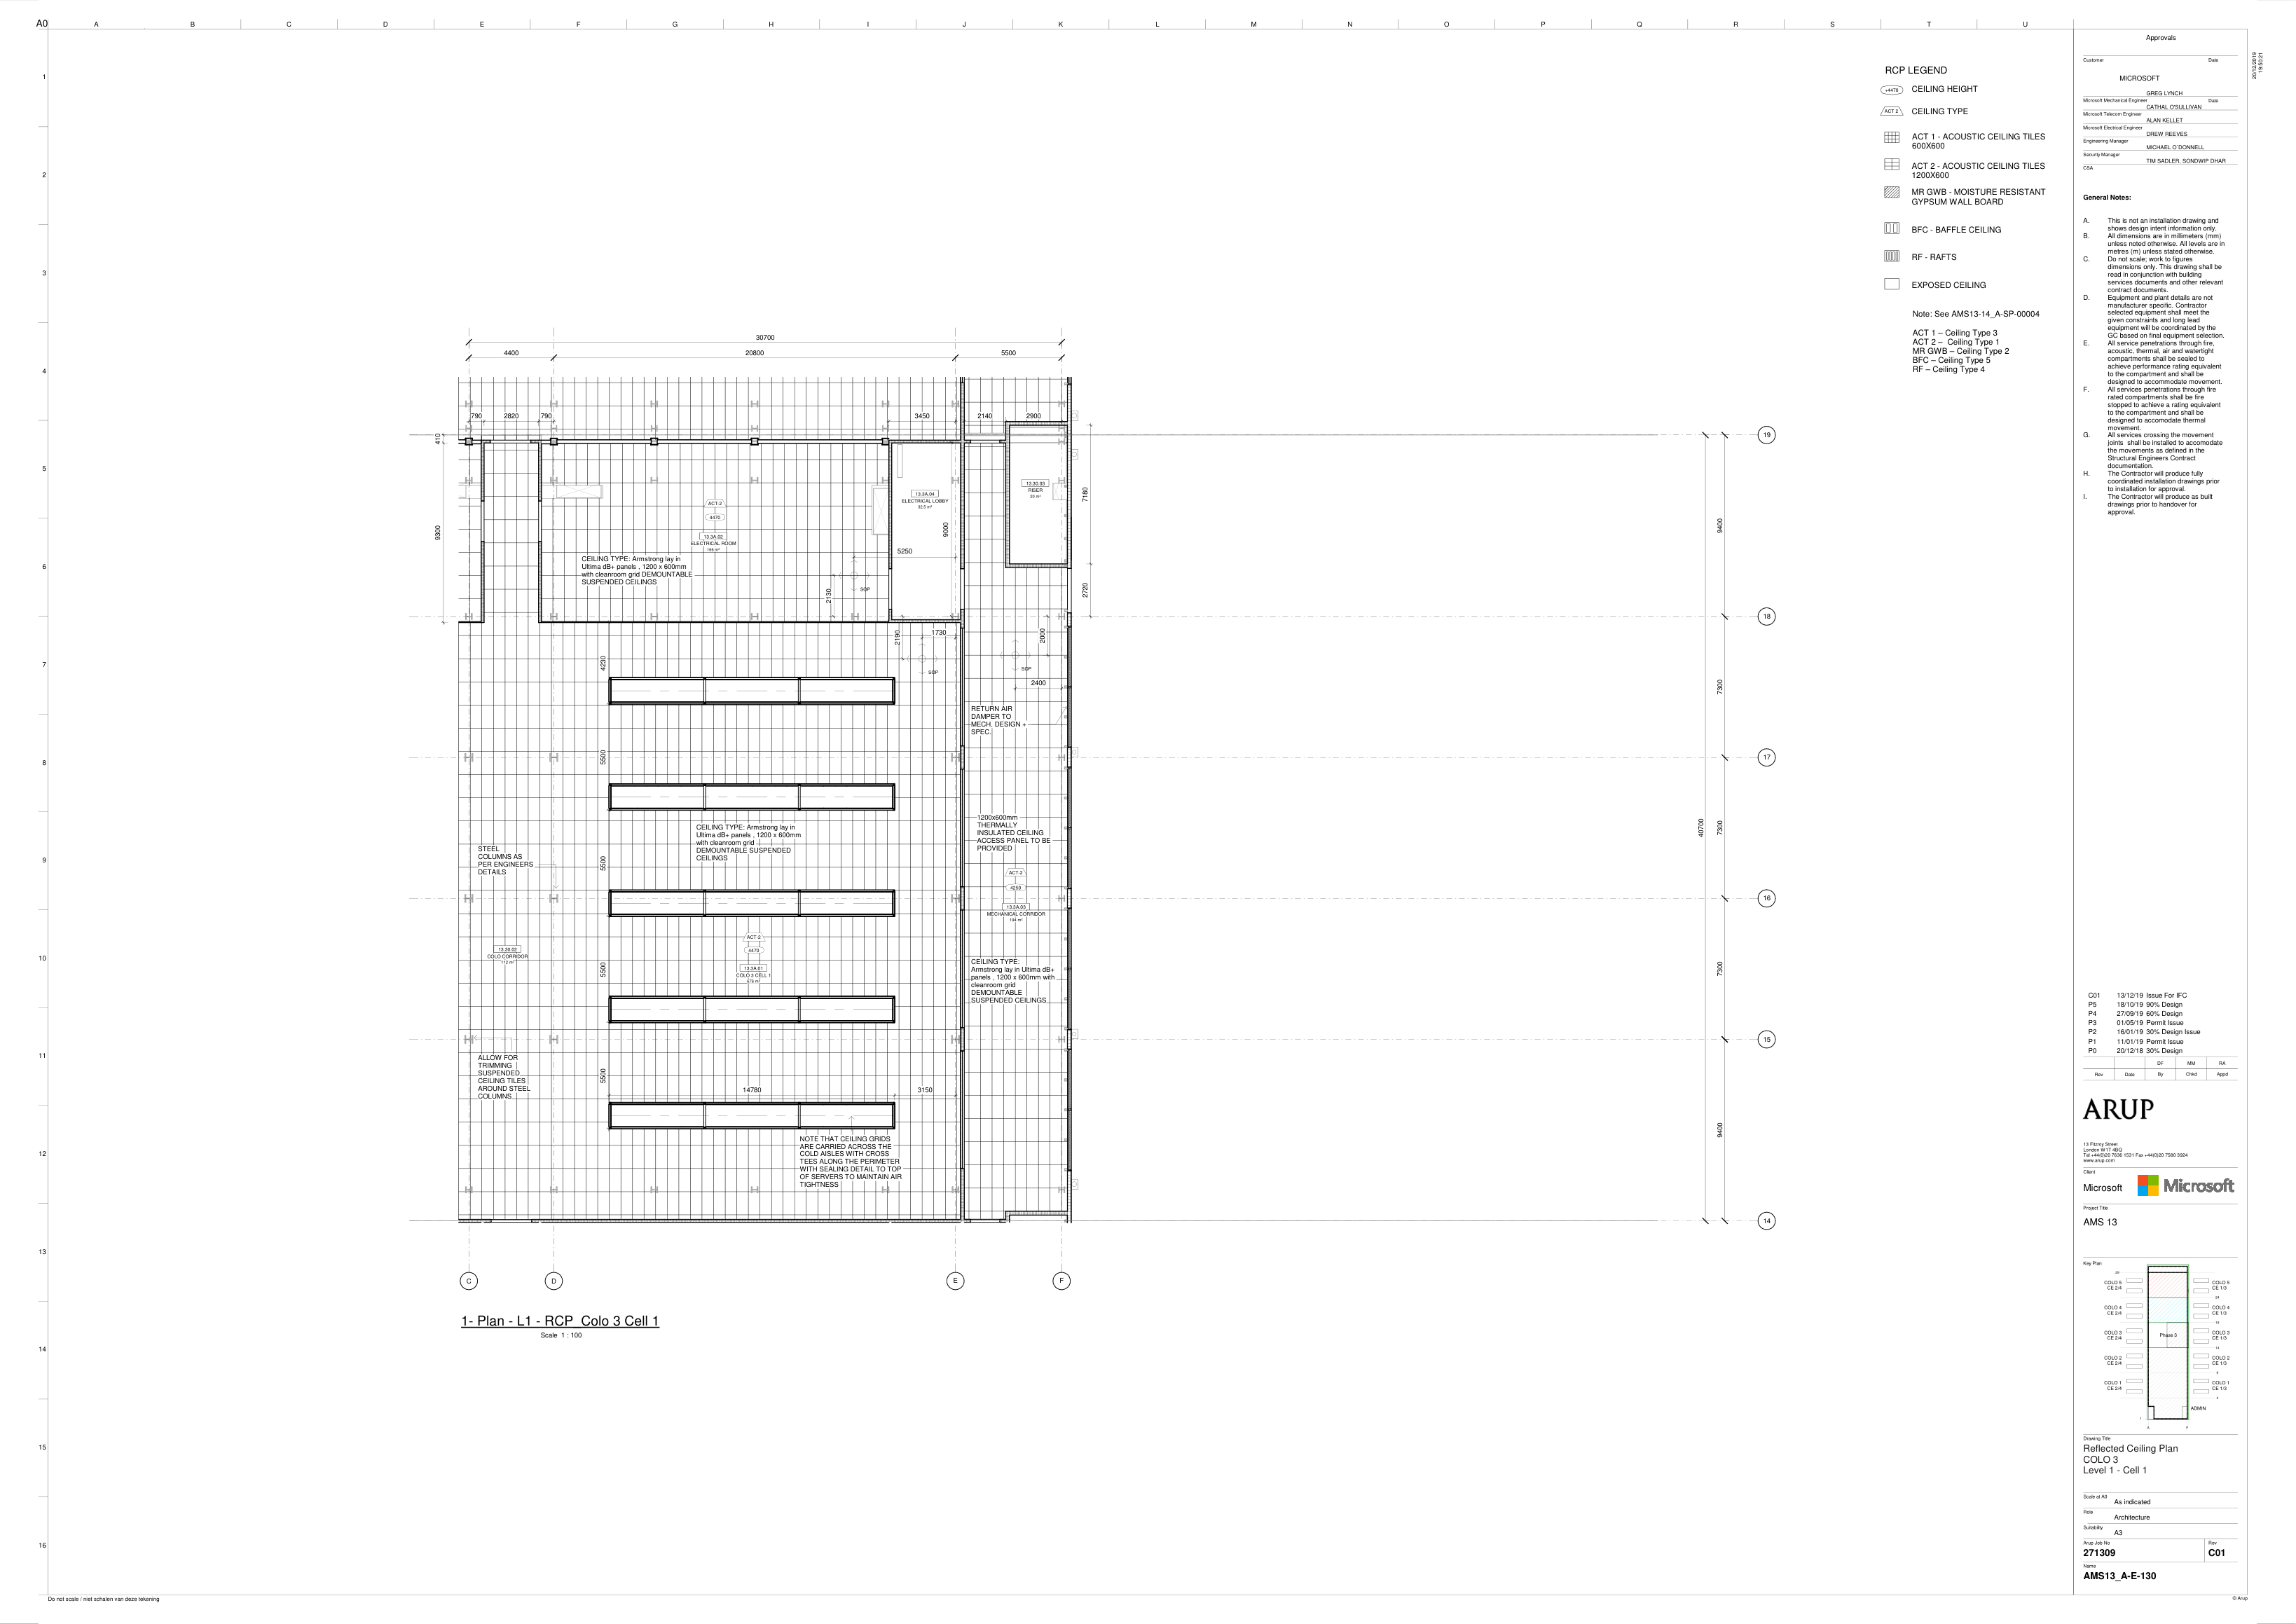 A0
A B C D E F G H I J K L M N O P Q R S T U
1
2
3
4
5
6
7
8
9
10
11
12
13
14
15
16
20/12/2019
19:50:21
RCP LEGEND
+4470 CEILING HEIGHT
ACT 2 CEILING TYPE
ACT 1 - ACOUSTIC CEILING TILES
600X600
ACT 2 - ACOUSTIC CEILING TILES
1200X600
MR GWB - MOISTURE RESISTANT
GYPSUM WALL BOARD
BFC - BAFFLE CEILING
RF - RAFTS
EXPOSED CEILING
Note: See AMS13-14_A-SP-00004
ACT 1 – Ceiling Type 3
ACT 2 – Ceiling Type 1
MR GWB – Ceiling Type 2
BFC – Ceiling Type 5
RF – Ceiling Type 4
30700
4400 20800 5500
790 2820 790 3450 2140 2900
410
9300
7180
2720
9400
7300
7300
7300
9400
40700
19
18
17
16
15
14
13.3A.04
ELECTRICAL LOBBY
32.5 m²
9000
13.30.03
RISER
20 m²
ACT-2
4470
13.3A.02
ELECTRICAL ROOM
CEILING TYPE: Armstrong lay in
Ultima dB+ panels , 1200 x 600mm
with cleanroom grid DEMOUNTABLE
SUSPENDED CEILINGS
5250
2130
SOP
2190
1730
SOP
2000
SOP
2400
4230
5500
5500
5500
5500
RETURN AIR
DAMPER TO
MECH. DESIGN +
SPEC.
CEILING TYPE: Armstrong lay in
Ultima dB+ panels , 1200 x 600mm
with cleanroom grid
DEMOUNTABLE SUSPENDED
CEILINGS
STEEL
COLUMNS AS
PER ENGINEERS
DETAILS
1200x600mm
THERMALLY
INSULATED CEILING
ACCESS PANEL TO BE
PROVIDED
ACT-2
4250
13.3A.03
MECHANICAL CORRIDOR
194 m²
ACT-2
4470
13.3A.01
COLO 3 CELL 1
13.30.02
COLO CORRIDOR
CEILING TYPE:
Armstrong lay in Ultima dB+
panels , 1200 x 600mm with
cleanroom grid
DEMOUNTABLE
SUSPENDED CEILINGS
ALLOW FOR
TRIMMING
SUSPENDED
CEILING TILES
AROUND STEEL
COLUMNS
14780 3150
NOTE THAT CEILING GRIDS
ARE CARRIED ACROSS THE
COLD AISLES WITH CROSS
TEES ALONG THE PERIMETER
WITH SEALING DETAIL TO TOP
OF SERVERS TO MAINTAIN AIR
TIGHTNESS
C D E F
1- Plan - L1 - RCP_Colo 3 Cell 1
Scale 1 : 100
Approvals
Customer Date
MICROSOFT
GREG LYNCH
Microsoft Mechanical Engineer Date
CATHAL O'SULLIVAN
Microsoft Telecom Engineer
ALAN KELLET
Microsoft Electrical Engineer
DREW REEVES
Engineering Manager
MICHAEL O'DONNELL
Security Manager
TIM SADLER, SONDWIP DHAR
CSA
General Notes:
A. This is not an installation drawing and
shows design intent information only.
B. All dimensions are in millimeters (mm)
unless noted otherwise. All levels are in
metres (m) unless stated otherwise.
C. Do not scale; work to figures
dimensions only. This drawing shall be
read in conjunction with building
services documents and other relevant
contract documents.
D. Equipment and plant details are not
manufacturer specific. Contractor
selected equipment shall meet the
given constraints and long lead
equipment will be coordinated by the
GC based on final equipment selection.
E. All service penetrations through fire,
acoustic, thermal, air and watertight
compartments shall be sealed to
achieve performance rating equivalent
to the compartment and shall be
designed to accommodate movement.
F. All services penetrations through fire
rated compartments shall be fire
stopped to achieve a rating equivalent
to the compartment and shall be
designed to accomodate thermal
movement.
G. All services crossing the movement
joints shall be installed to accomodate
the movements as defined in the
Structural Engineers Contract
documentation.
H. The Contractor will produce fully
coordinated installation drawings prior
to installation for approval.
I. The Contractor will produce as built
drawings prior to handover for
approval.
C01 13/12/19 Issue For IFC
P5 18/10/19 90% Design
P4 27/09/19 60% Design
P3 01/05/19 Permit Issue
P2 16/01/19 30% Design Issue
P1 11/01/19 Permit Issue
P0 20/12/18 30% Design
DF MM RA
Rev Date By Chkd Appd
ARUP
13 Fitzroy Street
London W1T 4BQ
Tel +44(0)20 7636 1531 Fax +44(0)20 7580 3924
www.arup.com
Client
Microsoft Microsoft
Project Title
AMS 13
Key Plan
COLO 5
CE 2/4
COLO 5
CE 1/3
COLO 4
CE 2/4
COLO 4
CE 1/3
COLO 3
CE 2/4
Phase 3
COLO 3
CE 1/3
COLO 2
CE 2/4
COLO 2
CE 1/3
COLO 1
CE 2/4
COLO 1
CE 1/3
ADMIN
Drawing Title
Reflected Ceiling Plan
COLO 3
Level 1 - Cell 1
Scale at A0
As indicated
Role
Architecture
Suitability
A3
Arup Job No Rev
271309 C01
Name
AMS13_A-E-130
Do not scale / niet schalen van deze tekening
© Arup